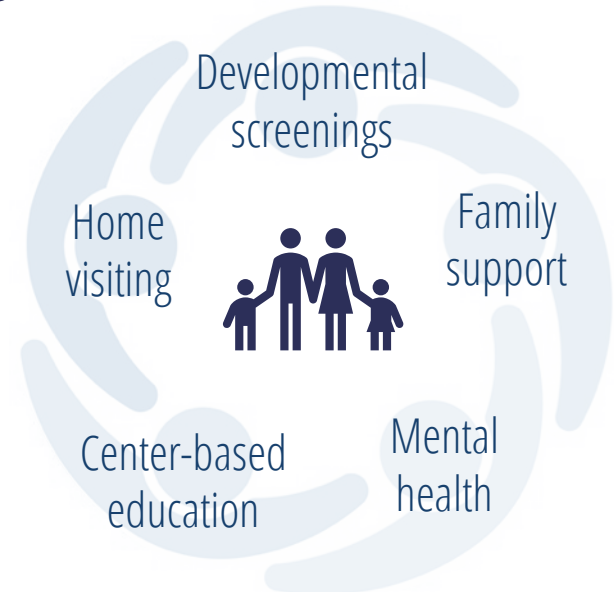 Developmental
screenings
Home
visiting
Family
support
Center-based
education
Mental
health